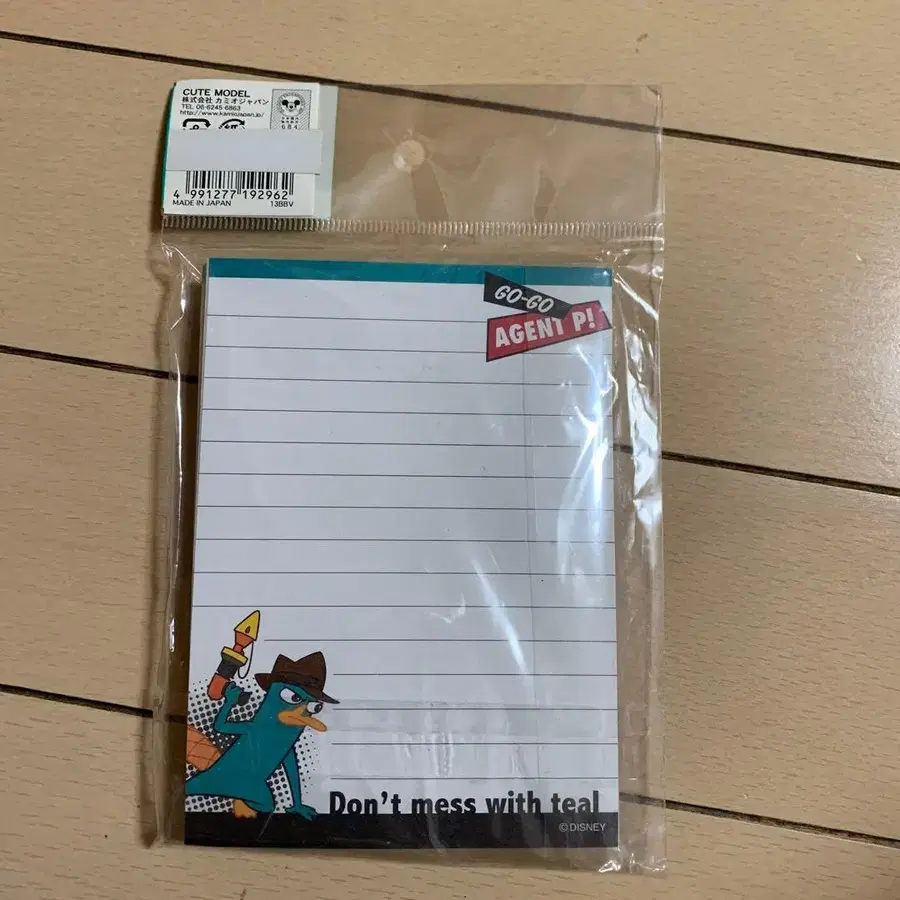 CUTE MODEL
株式会社 カミオジャパン
TEL 06-6245-6863
http://www.kamiojapan.jp/
4 991277 192962
MADE IN JAPAN 13BBV
GO-GO
AGENT P!
Don't mess with teal
©DISNEY